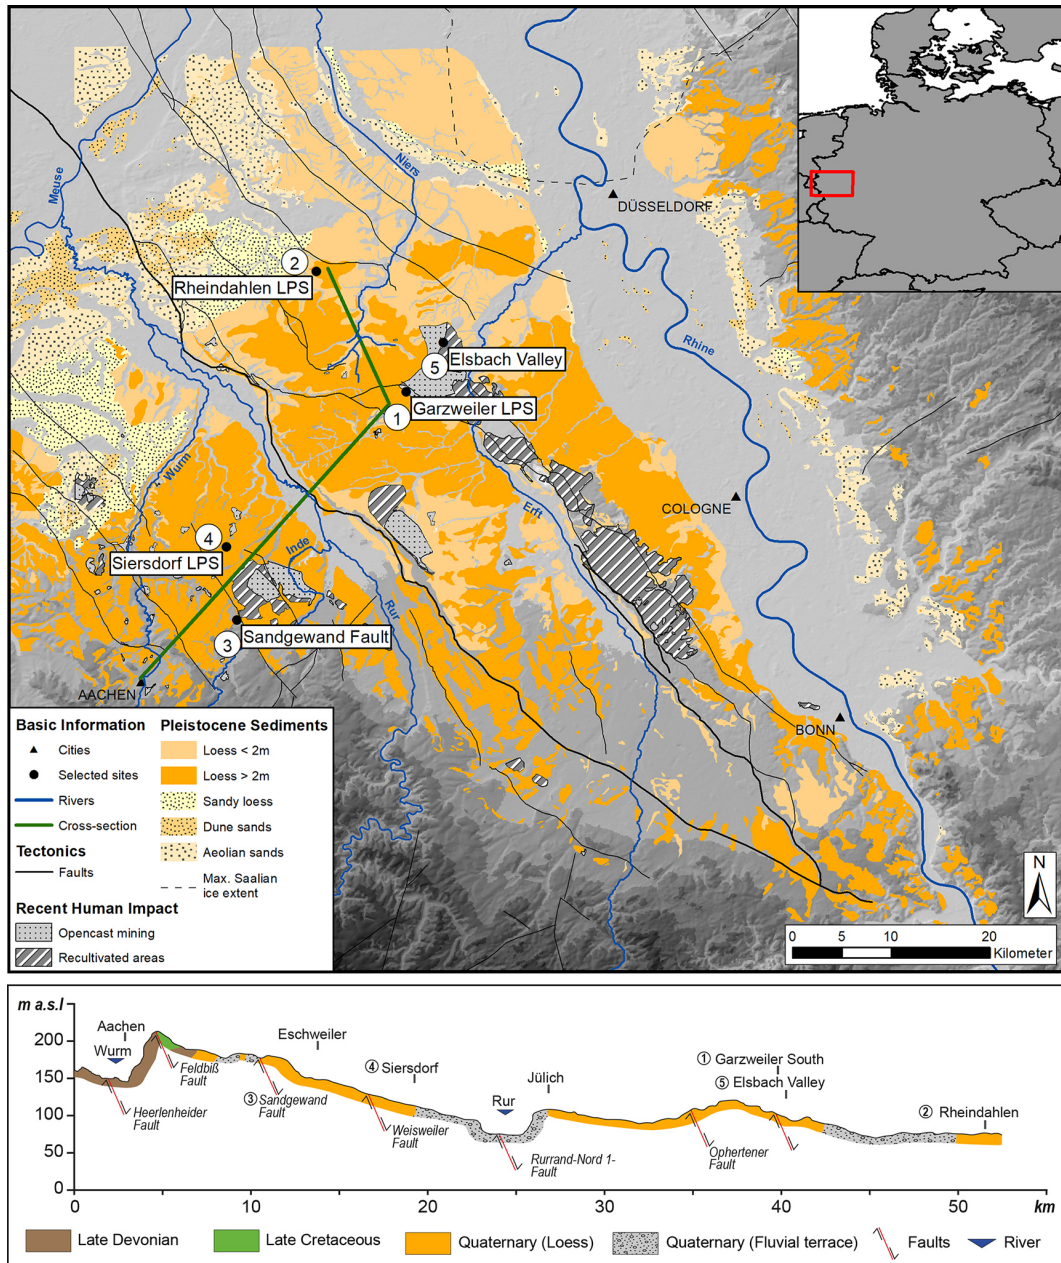 Meuse
Niers
DÜSSELDORF
2
Rheindahlen LPS
Rhine
5
Elsbach Valley
Garzweiler LPS
1
Wurm
COLOGNE
Erft
4
Siersdorf LPS
Inde
Rur
3
Sandgewand Fault
AACHEN
BONN
Basic Information
Cities
Selected sites
Rivers
Cross-section
Tectonics
Faults
Recent Human Impact
Opencast mining
Recultivated areas
Pleistocene Sediments
Loess < 2m
Loess > 2m
Sandy loess
Dune sands
Aeolian sands
Max. Saalian
ice extent
N
0 5 10 20
Kilometer
m a.s.l
200
150
100
50
0
Aachen
Wurm
Heerlenheider
Fault
Feldbiß
Fault
Eschweiler
3 Sandgewand
Fault
4 Siersdorf
Weisweiler
Fault
Rur
Rurrand-Nord 1-
Fault
Jülich
Ophertener
Fault
1 Garzweiler South
5 Elsbach Valley
2 Rheindahlen
0 10 20 30 40 50 km
Late Devonian
Late Cretaceous
Quaternary (Loess)
Quaternary (Fluvial terrace)
Faults
River